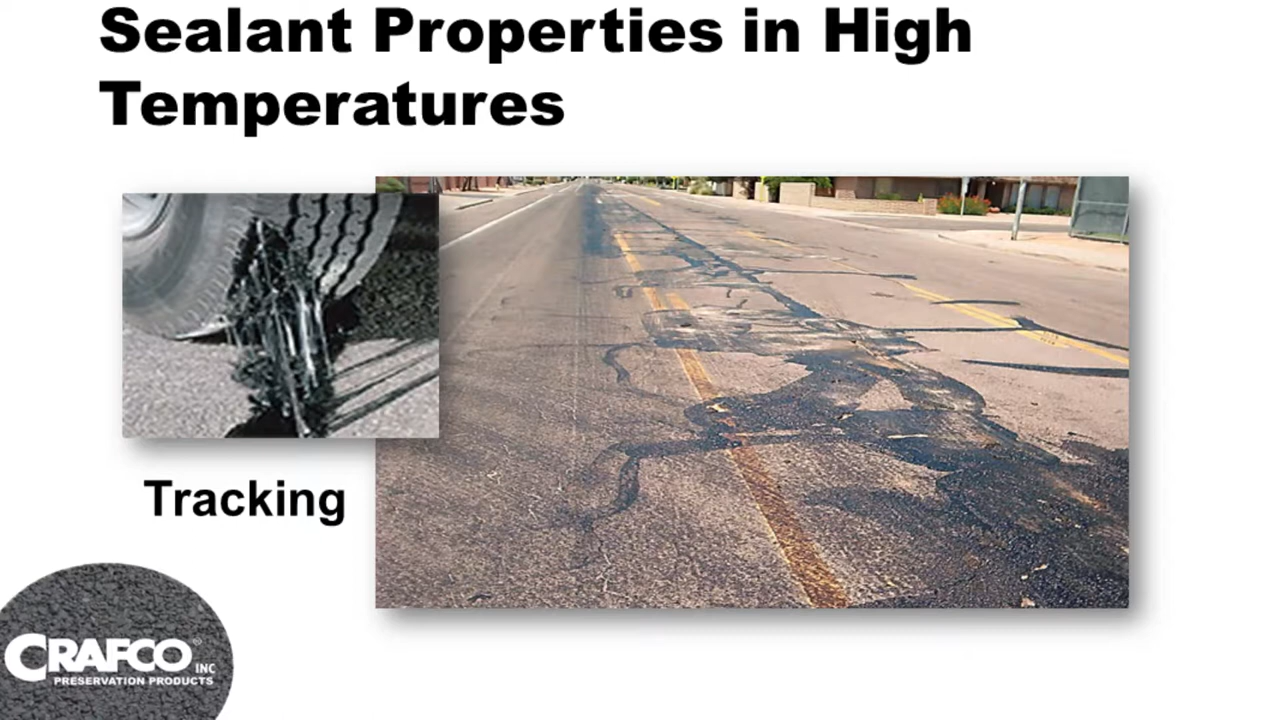 Sealant Properties in High
Temperatures
Tracking
CRAFCO® INC
PRESERVATION PRODUCTS